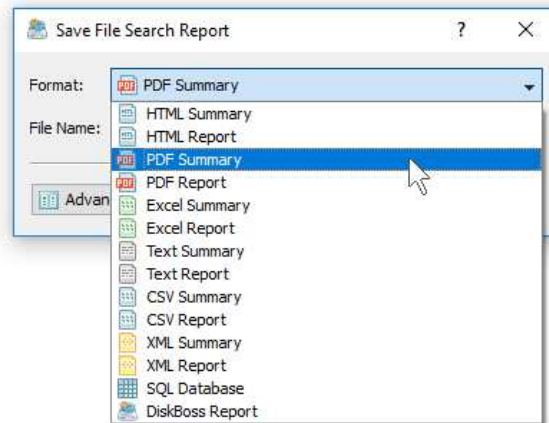 Save File Search Report ? ×
Format: PDF Summary
HTML Summary
File Name: HTML Report
PDF Summary
PDF Report
Advan Excel Summary
Excel Report
Text Summary
Text Report
CSV Summary
CSV Report
XML Summary
XML Report
SQL Database
DiskBoss Report